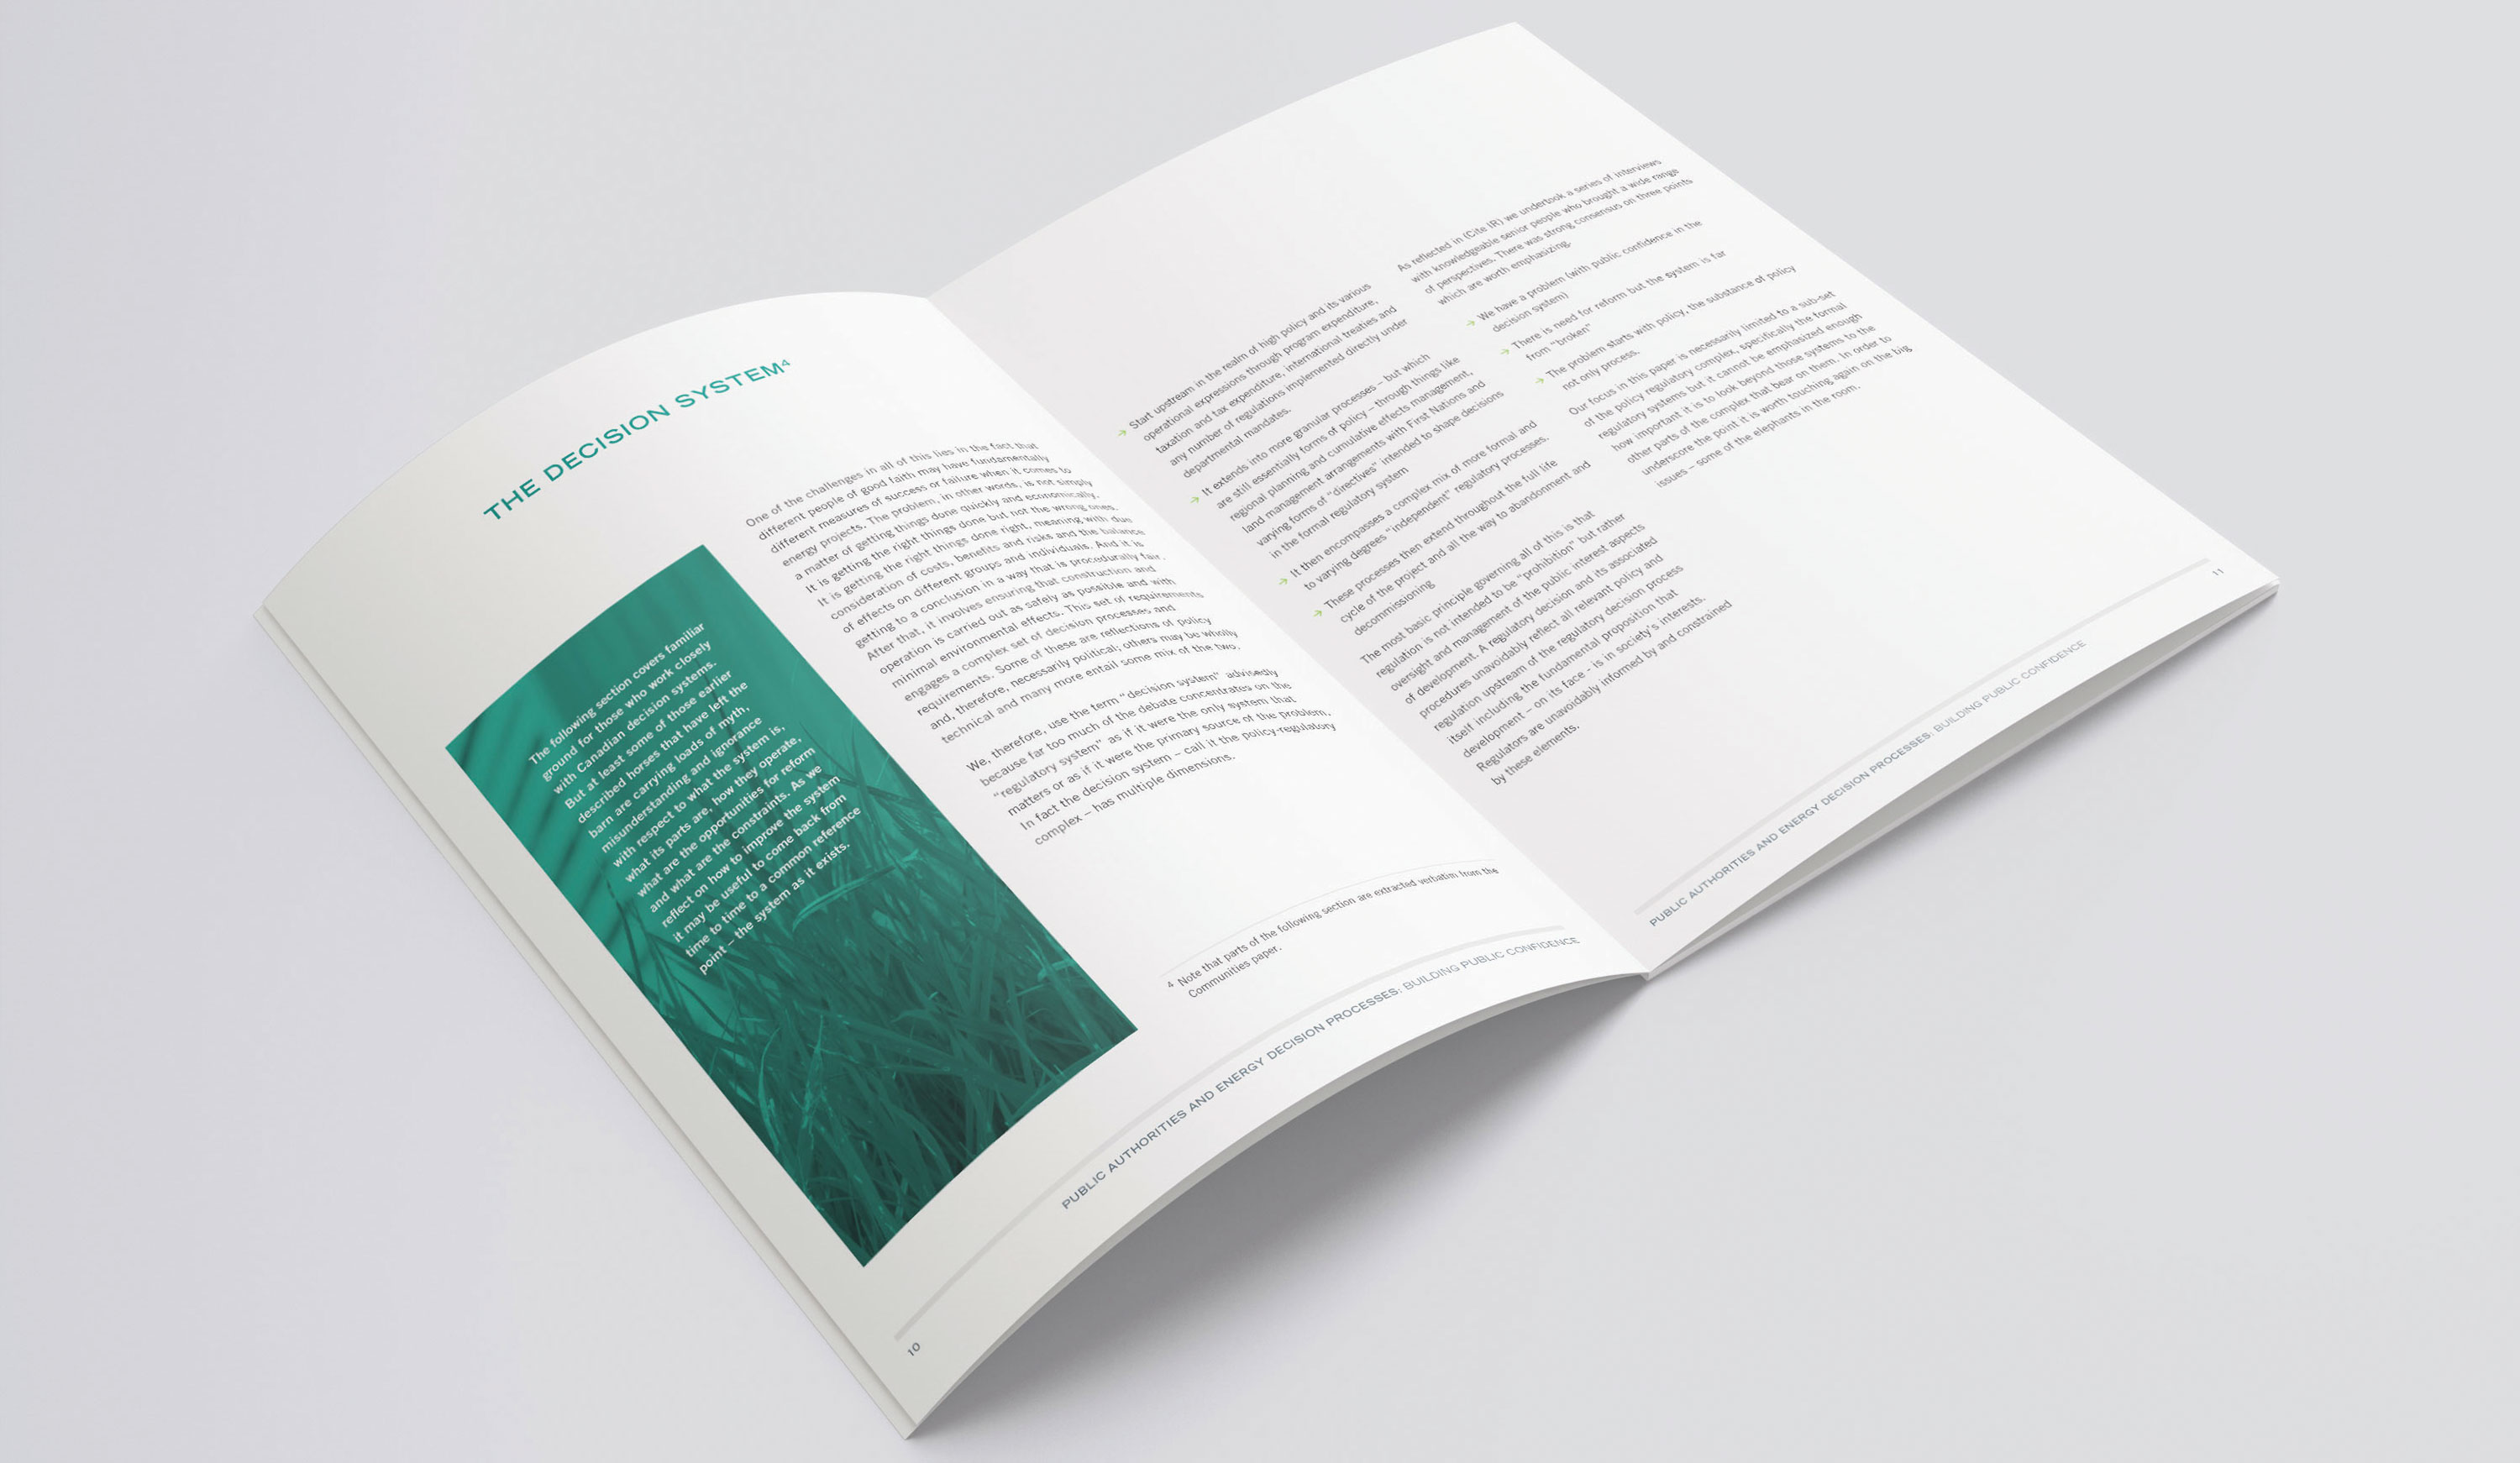 THE DECISION SYSTEM⁴
The following section covers familiar
ground for those who work closely
with Canadian decision systems.
But at least some of those earlier
described horses that have left the
barn are carrying loads of myth,
misunderstanding and ignorance
with respect to what the system is,
what its parts are, how they operate,
what are the opportunities for reform
and what are the constraints. As we
reflect on how to improve the system
it may be useful to come back from
time to time to a common reference
point – the system as it exists.
One of the challenges in all of this lies in the fact that
different people of good faith may have fundamentally
different measures of success or failure when it comes to
energy projects. The problem, in other words, is not simply
a matter of getting things done quickly and economically.
It is getting the right things done but not the wrong ones.
It is getting the right things done right, meaning with due
consideration of costs, benefits and risks and the balance
of effects on different groups and individuals. And it is
getting to a conclusion in a way that is procedurally fair.
After that, it involves ensuring that construction and
operation is carried out as safely as possible and with
minimal environmental effects. This set of requirements
engages a complex set of decision processes and
requirements. Some of these are reflections of policy
and, therefore, necessarily political; others may be wholly
technical and many more entail some mix of the two.
We, therefore, use the term “decision system” advisedly
because far too much of the debate concentrates on the
“regulatory system” as if it were the only system that
matters or as if it were the primary source of the problem.
In fact the decision system – call it the policy-regulatory
complex – has multiple dimensions.
4 Note that parts of the following section are extracted verbatim from the
Communities paper.
PUBLIC AUTHORITIES AND ENERGY DECISION PROCESSES: BUILDING PUBLIC CONFIDENCE
10
→ Start upstream in the realm of high policy and its various
operational expressions through program expenditure,
taxation and tax expenditure, international treaties and
any number of regulations implemented directly under
departmental mandates.
→ It extends into more granular processes – but which
are still essentially forms of policy – through things like
regional planning and cumulative effects management,
land management arrangements with First Nations and
varying forms of “directives” intended to shape decisions
in the formal regulatory system
→ It then encompasses a complex mix of more formal and
to varying degrees “independent” regulatory processes.
→ These processes then extend throughout the full life
cycle of the project and all the way to abandonment and
decommissioning
The most basic principle governing all of this is that
regulation is not intended to be “prohibition” but rather
oversight and management of the public interest aspects
of development. A regulatory decision and its associated
procedures unavoidably reflect all relevant policy and
regulation upstream of the regulatory decision process
itself including the fundamental proposition that
development – on its face - is in society’s interests.
Regulators are unavoidably informed by and constrained
by these elements.
As reflected in (Cite IR) we undertook a series of interviews
with knowledgeable senior people who brought a wide range
of perspectives. There was strong consensus on three points
which are worth emphasizing.
→ We have a problem (with public confidence in the
decision system)
→ There is need for reform but the system is far
from “broken”
→ The problem starts with policy, the substance of policy
not only process.
Our focus in this paper is necessarily limited to a sub-set
of the policy regulatory complex, specifically the formal
regulatory systems but it cannot be emphasized enough
how important it is to look beyond those systems to the
other parts of the complex that bear on them. In order to
underscore the point it is worth touching again on the big
issues – some of the elephants in the room.
PUBLIC AUTHORITIES AND ENERGY DECISION PROCESSES: BUILDING PUBLIC CONFIDENCE
11